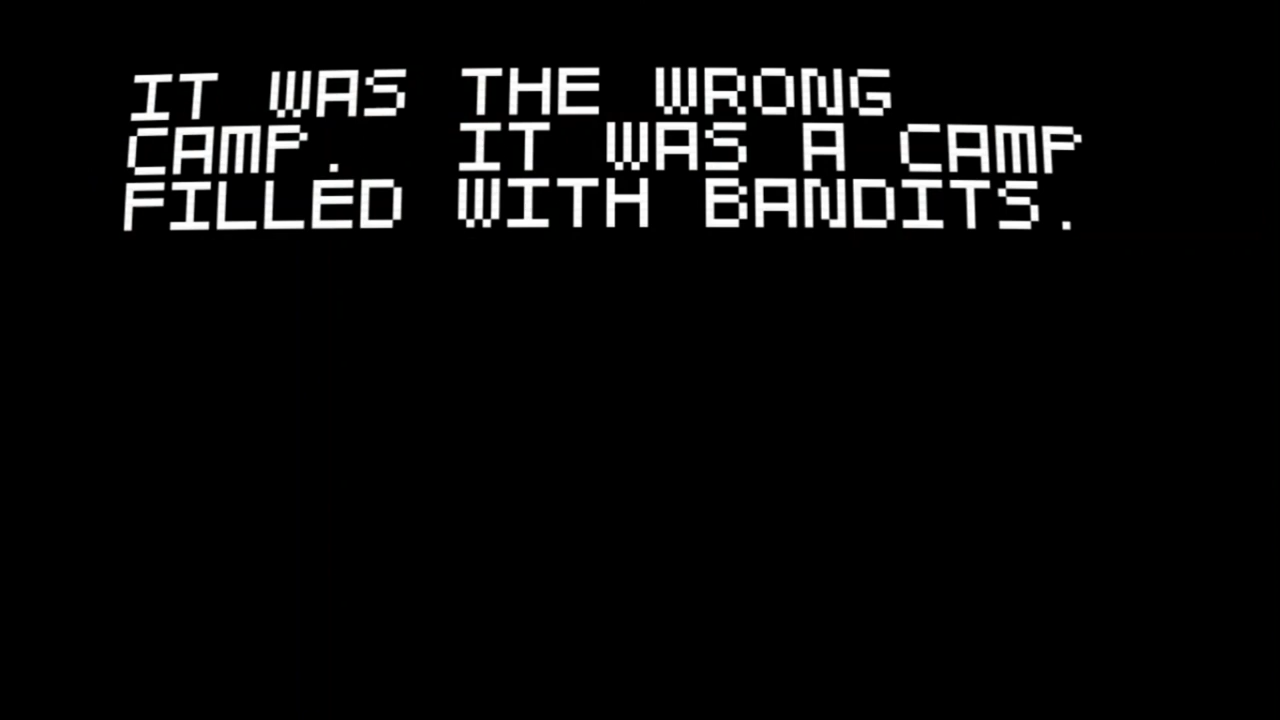 IT WAS THE WRONG
CAMP.  IT WAS A CAMP
FILLED WITH BANDITS.